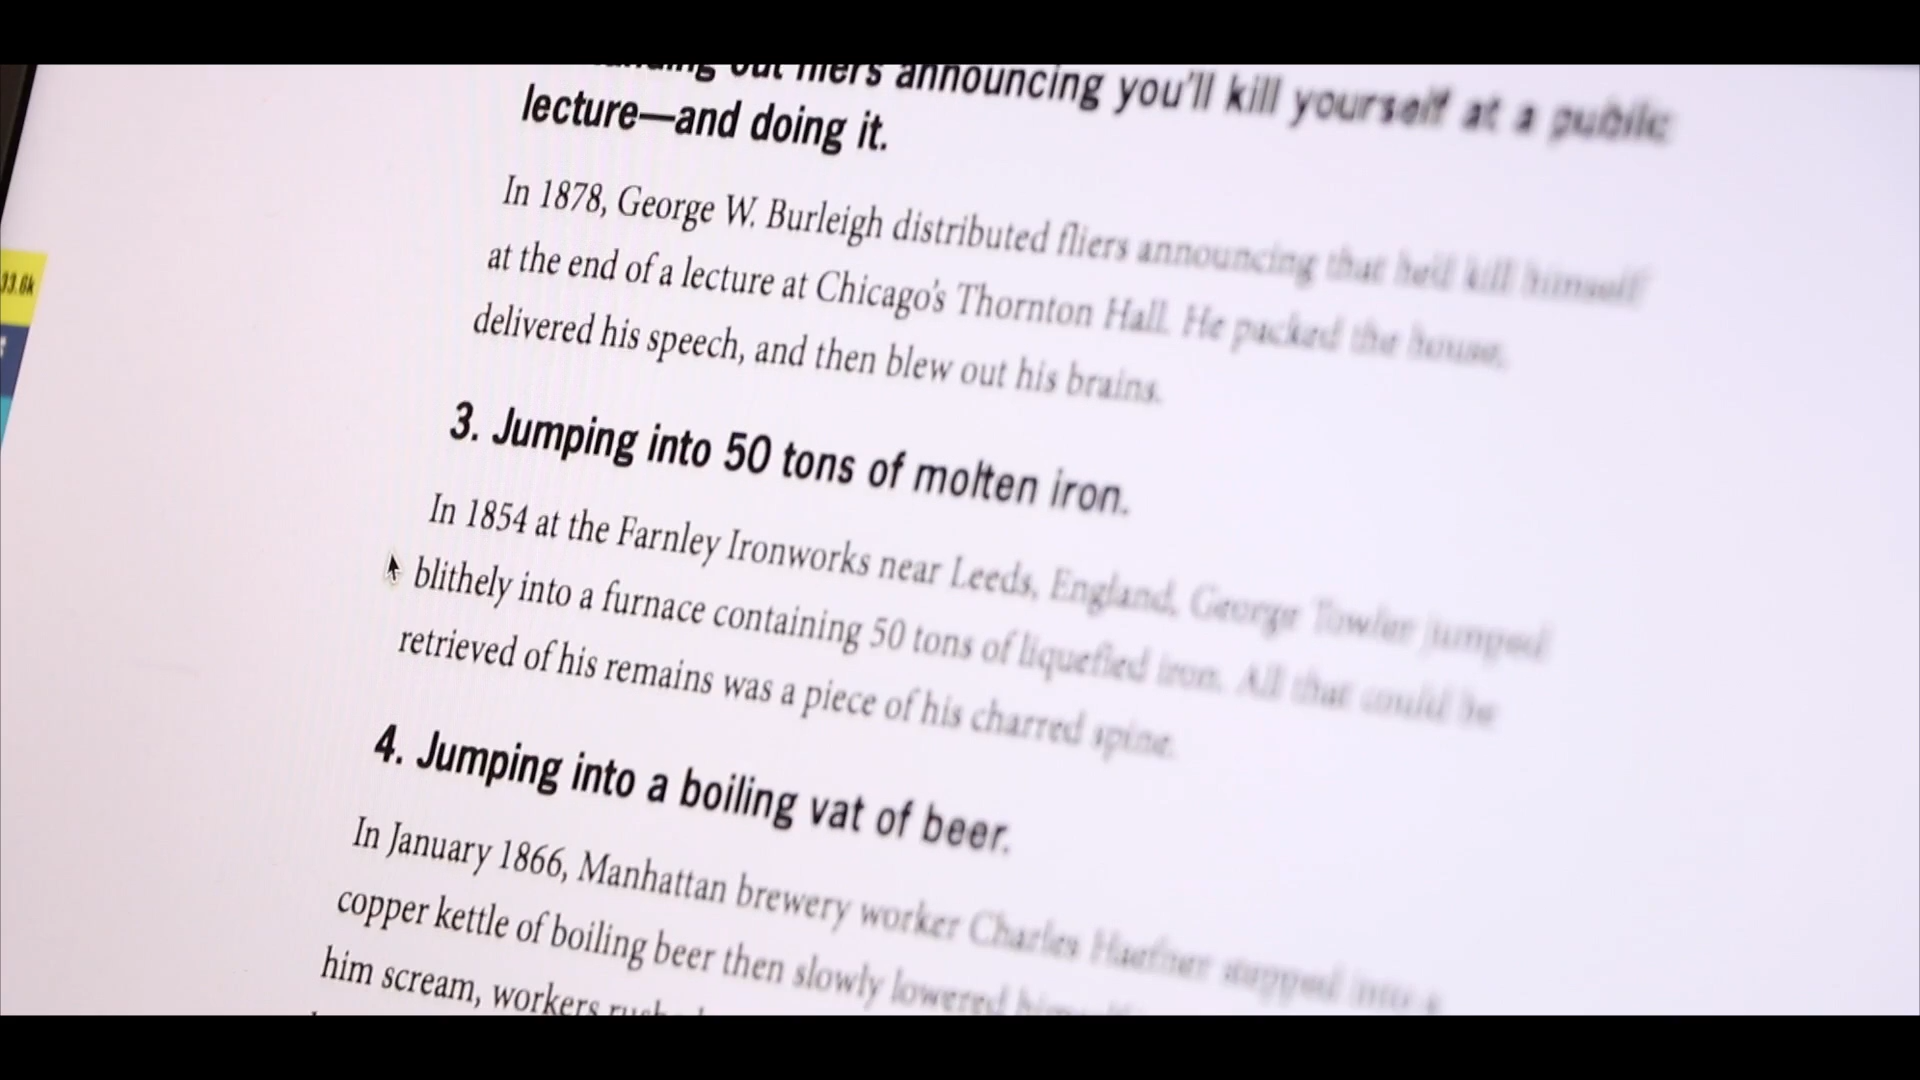 out fliers announcing you'll kill yourself at a public
lecture—and doing it.
In 1878, George W. Burleigh distributed fliers announcing that he'd kill himself
at the end of a lecture at Chicago's Thornton Hall. He packed the house,
delivered his speech, and then blew out his brains.
33.6k
3. Jumping into 50 tons of molten iron.
In 1854 at the Farnley Ironworks near Leeds, England, George Towler jumped
blithely into a furnace containing 50 tons of liquefied iron. All that could be
retrieved of his remains was a piece of his charred spine.
4. Jumping into a boiling vat of beer.
In January 1866, Manhattan brewery worker Charles Haefner stepped into a
copper kettle of boiling beer then slowly lowered himself
him scream, workers